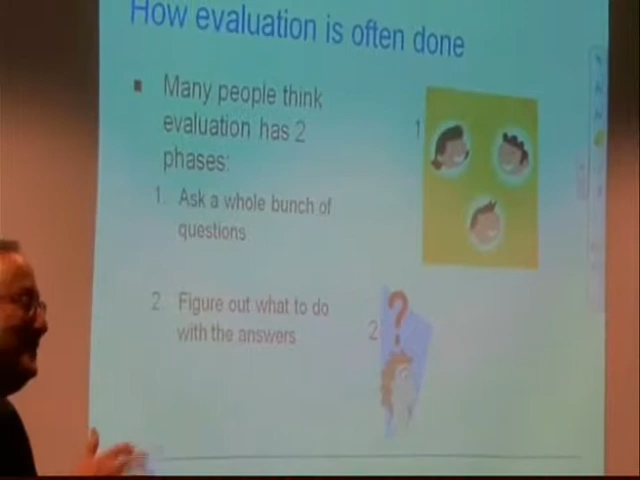 How evaluation is often done
Many people think
evaluation has 2
phases:
1. Ask a whole bunch of
questions
2 Figure out what to do
with the answers
1
2
?